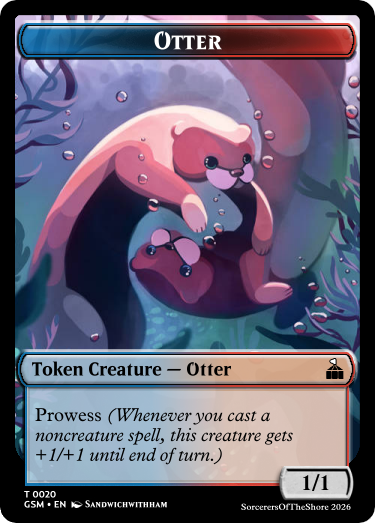 Otter
Token Creature — Otter
Prowess (Whenever you cast a
noncreature spell, this creature gets
+1/+1 until end of turn.)
1/1
T 0020
GSM • EN Sandwichwithham
SorcerersOfTheShore 2026